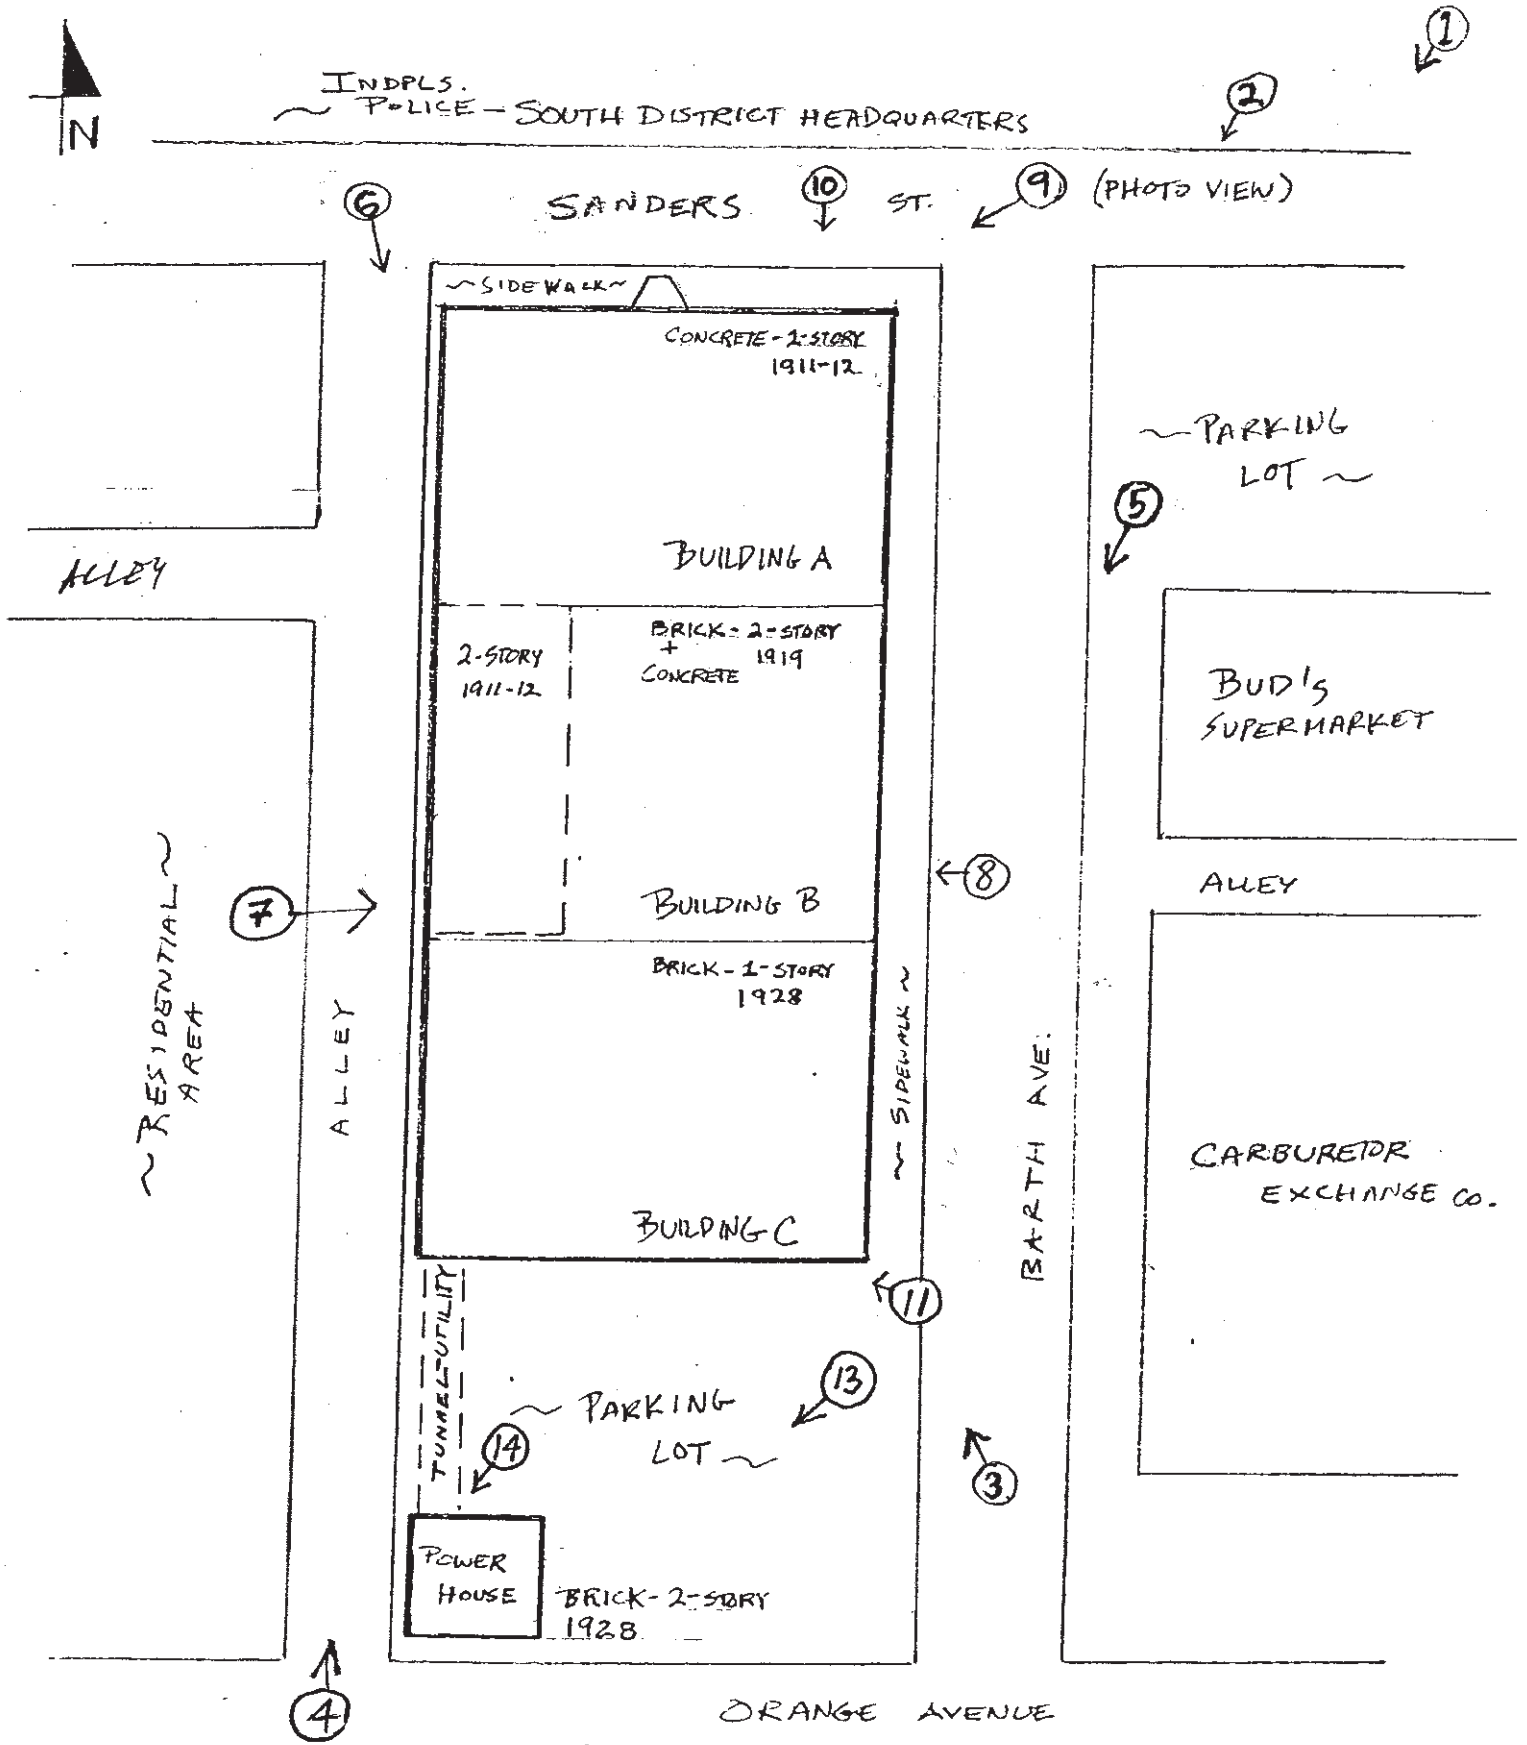 1
INDPLS.
~ POLICE - SOUTH DISTRICT HEADQUARTERS
2
N
6
SANDERS ST.
10
9
(PHOTO VIEW)
~ SIDEWALK ~
CONCRETE - 2-STORY
1911-12
~ PARKING
LOT ~
5
BUILDING A
ALLEY
2-STORY
1911-12
BRICK - 2-STORY
+ 1919
CONCRETE
BUD'S
SUPERMARKET
7
8
ALLEY
BUILDING B
BRICK - 1-STORY
1928
~ RESIDENTIAL ~
AREA
ALLEY
~ SIDEWALK ~
BARTH AVE.
CARBURETOR
EXCHANGE CO.
BUILDING C
TUNNEL-UTILITY
11
13
~ PARKING
LOT ~
14
3
POWER
HOUSE
BRICK - 2-STORY
1928
4
ORANGE AVENUE